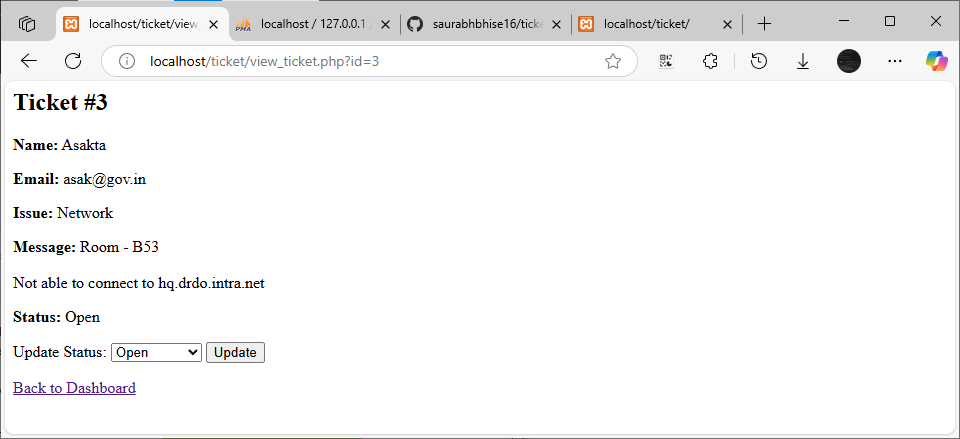 localhost/ticket/view_
localhost / 127.0.0.1 /
saurabhbhise16/ticke
localhost/ticket/
localhost/ticket/view_ticket.php?id=3
Ticket #3
Name: Asakta
Email: asak@gov.in
Issue: Network
Message: Room - B53
Not able to connect to hq.drdo.intra.net
Status: Open
Update Status: Open Update
Back to Dashboard